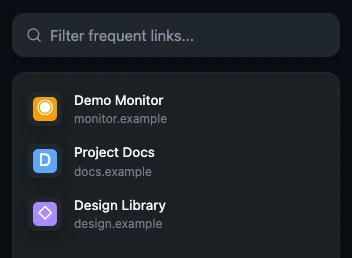 Filter frequent links...
Demo Monitor
monitor.example
D
Project Docs
docs.example
Design Library
design.example